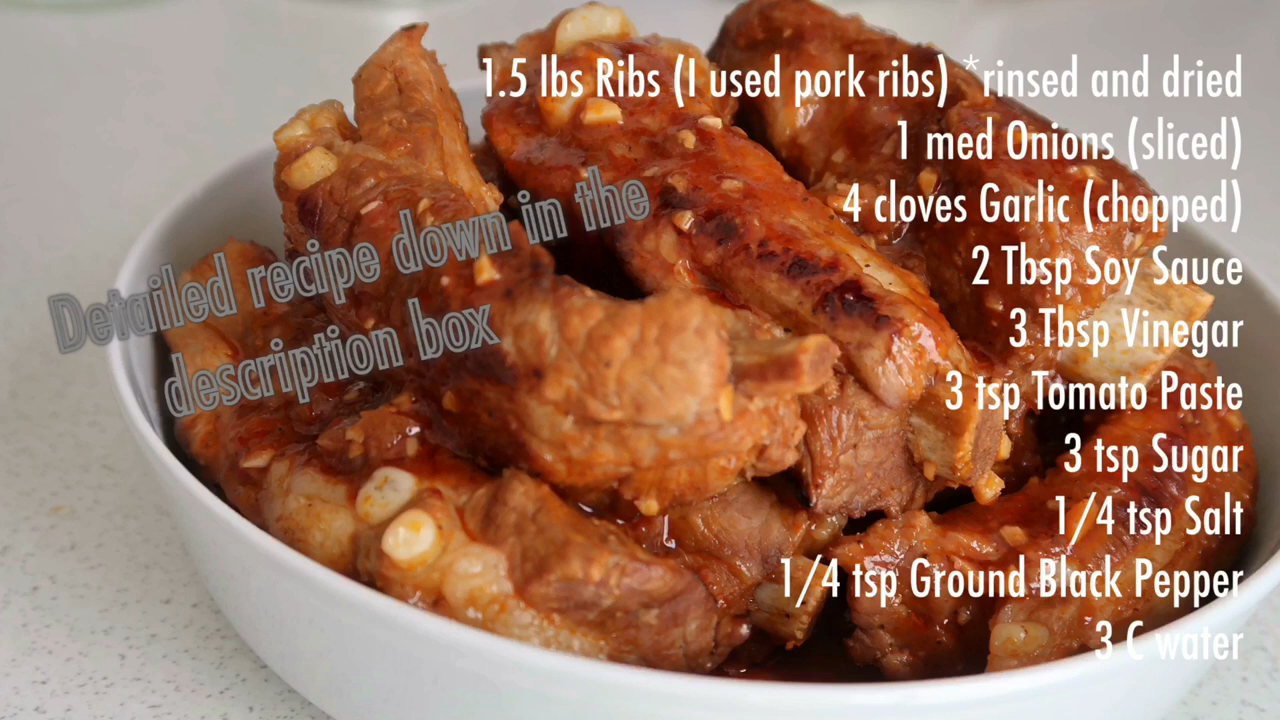 1.5 lbs Ribs (I used pork ribs) *rinsed and dried
1 med Onions (sliced)
4 cloves Garlic (chopped)
2 Tbsp Soy Sauce
3 Tbsp Vinegar
3 tsp Tomato Paste
3 tsp Sugar
1/4 tsp Salt
1/4 tsp Ground Black Pepper
3 C water
Detailed recipe down in the
description box